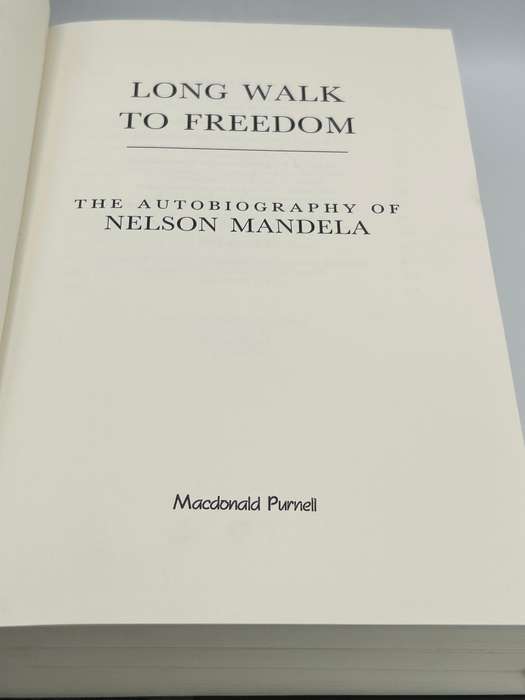 LONG WALK
TO FREEDOM
THE AUTOBIOGRAPHY OF
NELSON MANDELA
Macdonald Purnell